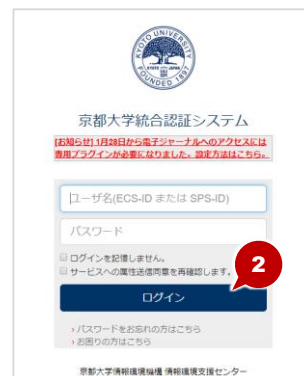 KYOTO UNIVERSITY
KYOTO JAPAN
FOUNDED 1897
京都大学統合認証システム
[お知らせ] 1月28日から電子ジャーナルへのアクセスには
専用プラグインが必要になりました。設定方法はこちら。
ユーザ名(ECS-ID または SPS-ID)
パスワード
ログインを記憶しません。
サービスへの属性送信同意を再確認します。
2
ログイン
›パスワードをお忘れの方はこちら
›お困りの方はこちら
京都大学情報環境機構 情報環境支援センター